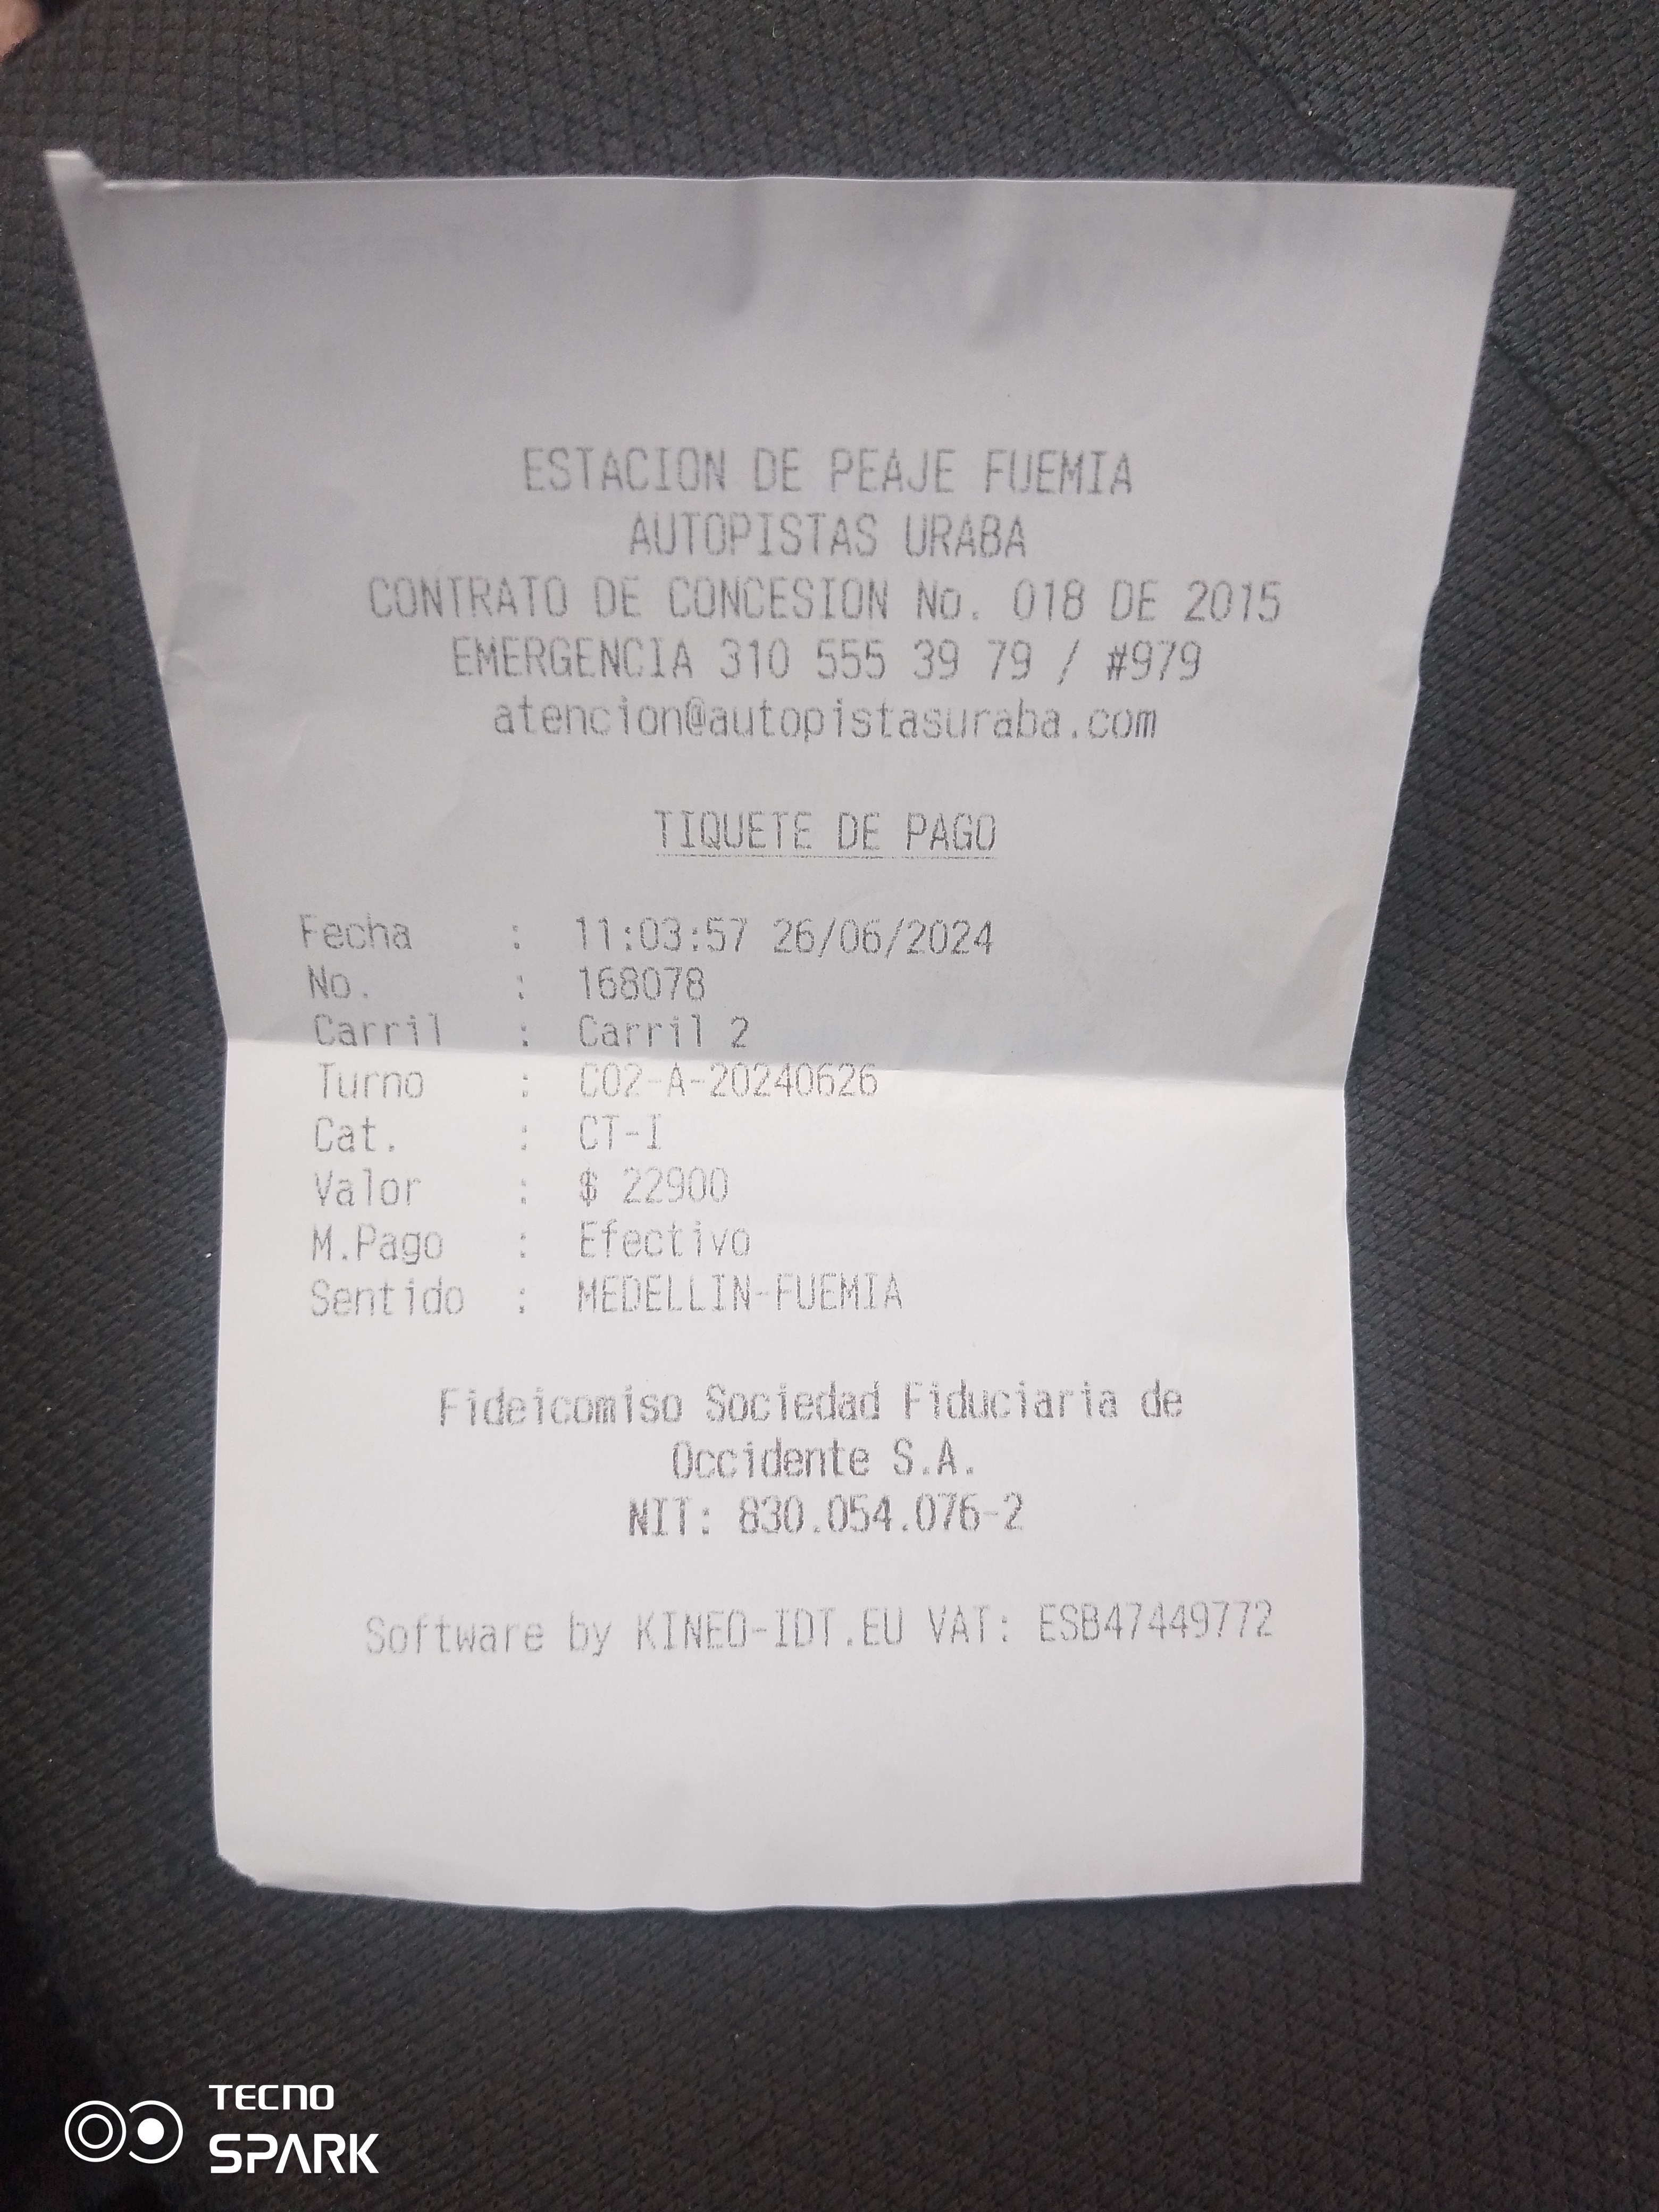 ESTACION DE PEAJE FUEMIA
AUTOPISTAS URABA
CONTRATO DE CONCESION No. 018 DE 2015
EMERGENCIA 310 555 39 79 / #979
atencion@autopistasuraba.com
TIQUETE DE PAGO
Fecha : 11:03:57 26/06/2024
No. : 168078
Carril : Carril 2
Turno : C02-A-20240626
Cat. : CT-I
Valor : $ 22900
M.Pago : Efectivo
Sentido : MEDELLIN-FUEMIA
Fideicomiso Sociedad Fiduciaria de
Occidente S.A.
NIT: 830.054.076-2
Software by KINEO-IDT.EU VAT: ESB47449772
TECNO
SPARK